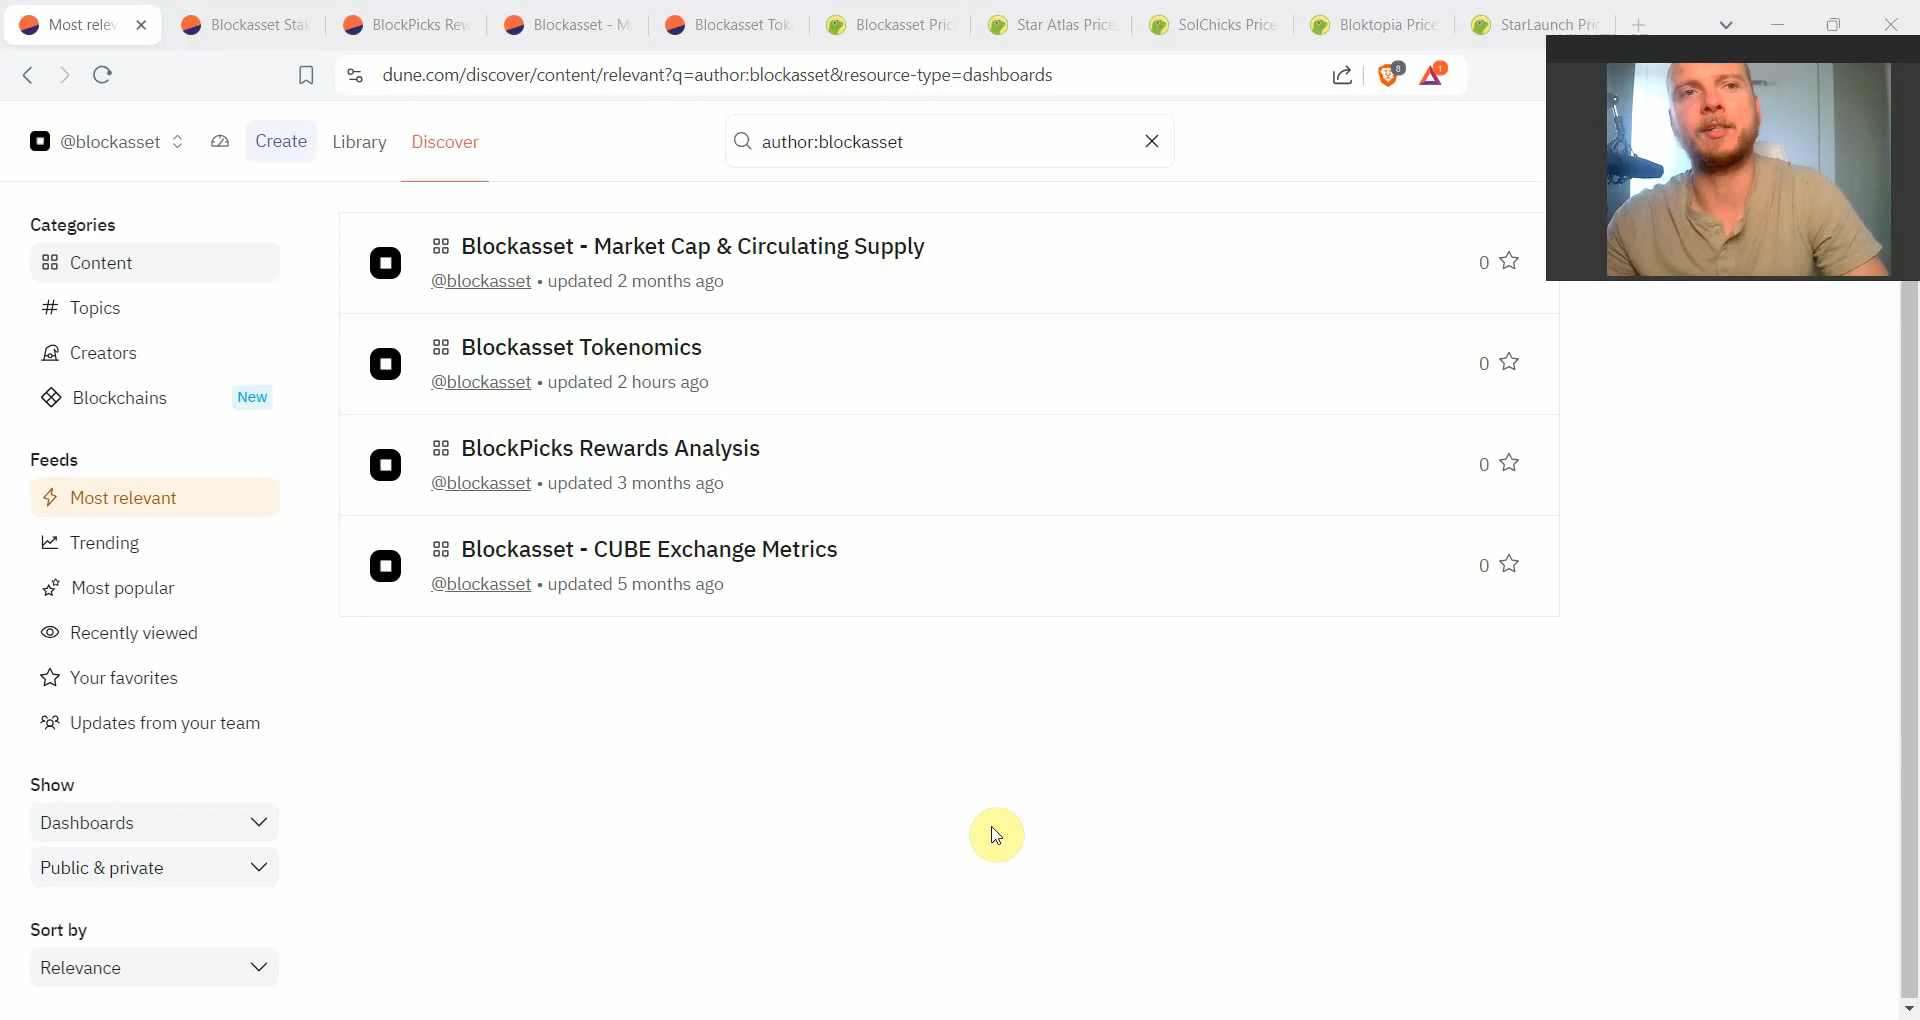 Most relev
Blockasset Stak
BlockPicks Rew
Blockasset - M
Blockasset Tok
Blockasset Pric
Star Atlas Price
SolChicks Price
Bloktopia Price
StarLaunch Pric
dune.com/discover/content/relevant?q=author:blockasset&resource-type=dashboards
8
1
@blockasset
Create
Library
Discover
author:blockasset
Categories
Content
Topics
Creators
Blockchains
New
Feeds
Most relevant
Trending
Most popular
Recently viewed
Your favorites
Updates from your team
Show
Dashboards
Public & private
Sort by
Relevance
Blockasset - Market Cap & Circulating Supply
@blockasset • updated 2 months ago
0
Blockasset Tokenomics
@blockasset • updated 2 hours ago
0
BlockPicks Rewards Analysis
@blockasset • updated 3 months ago
0
Blockasset - CUBE Exchange Metrics
@blockasset • updated 5 months ago
0